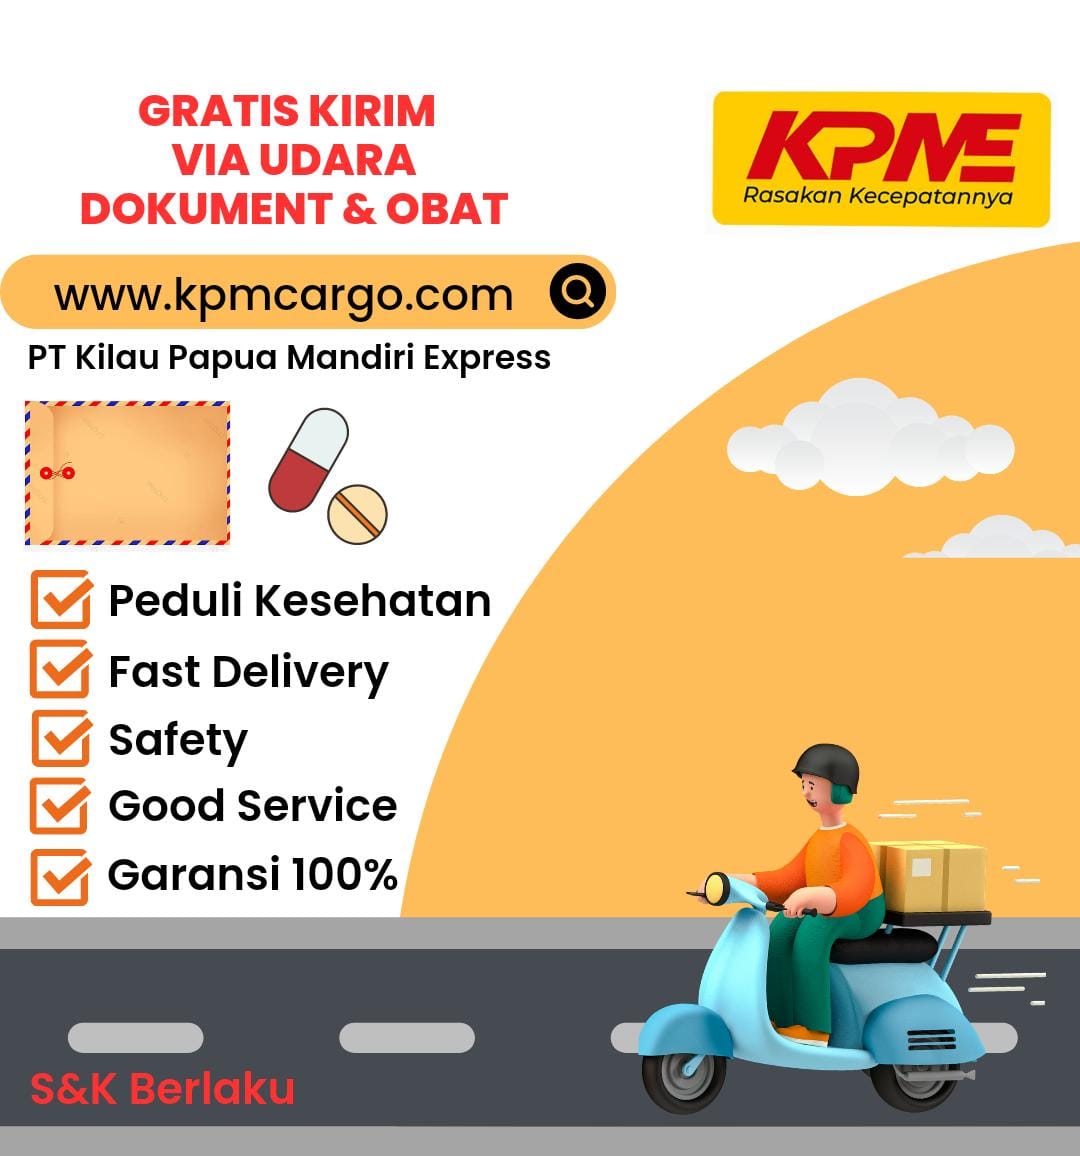 GRATIS KIRIM
VIA UDARA
DOKUMENT & OBAT
KPME
Rasakan Kecepatannya
www.kpmcargo.com
PT Kilau Papua Mandiri Express
Peduli Kesehatan
Fast Delivery
Safety
Good Service
Garansi 100%
S&K Berlaku